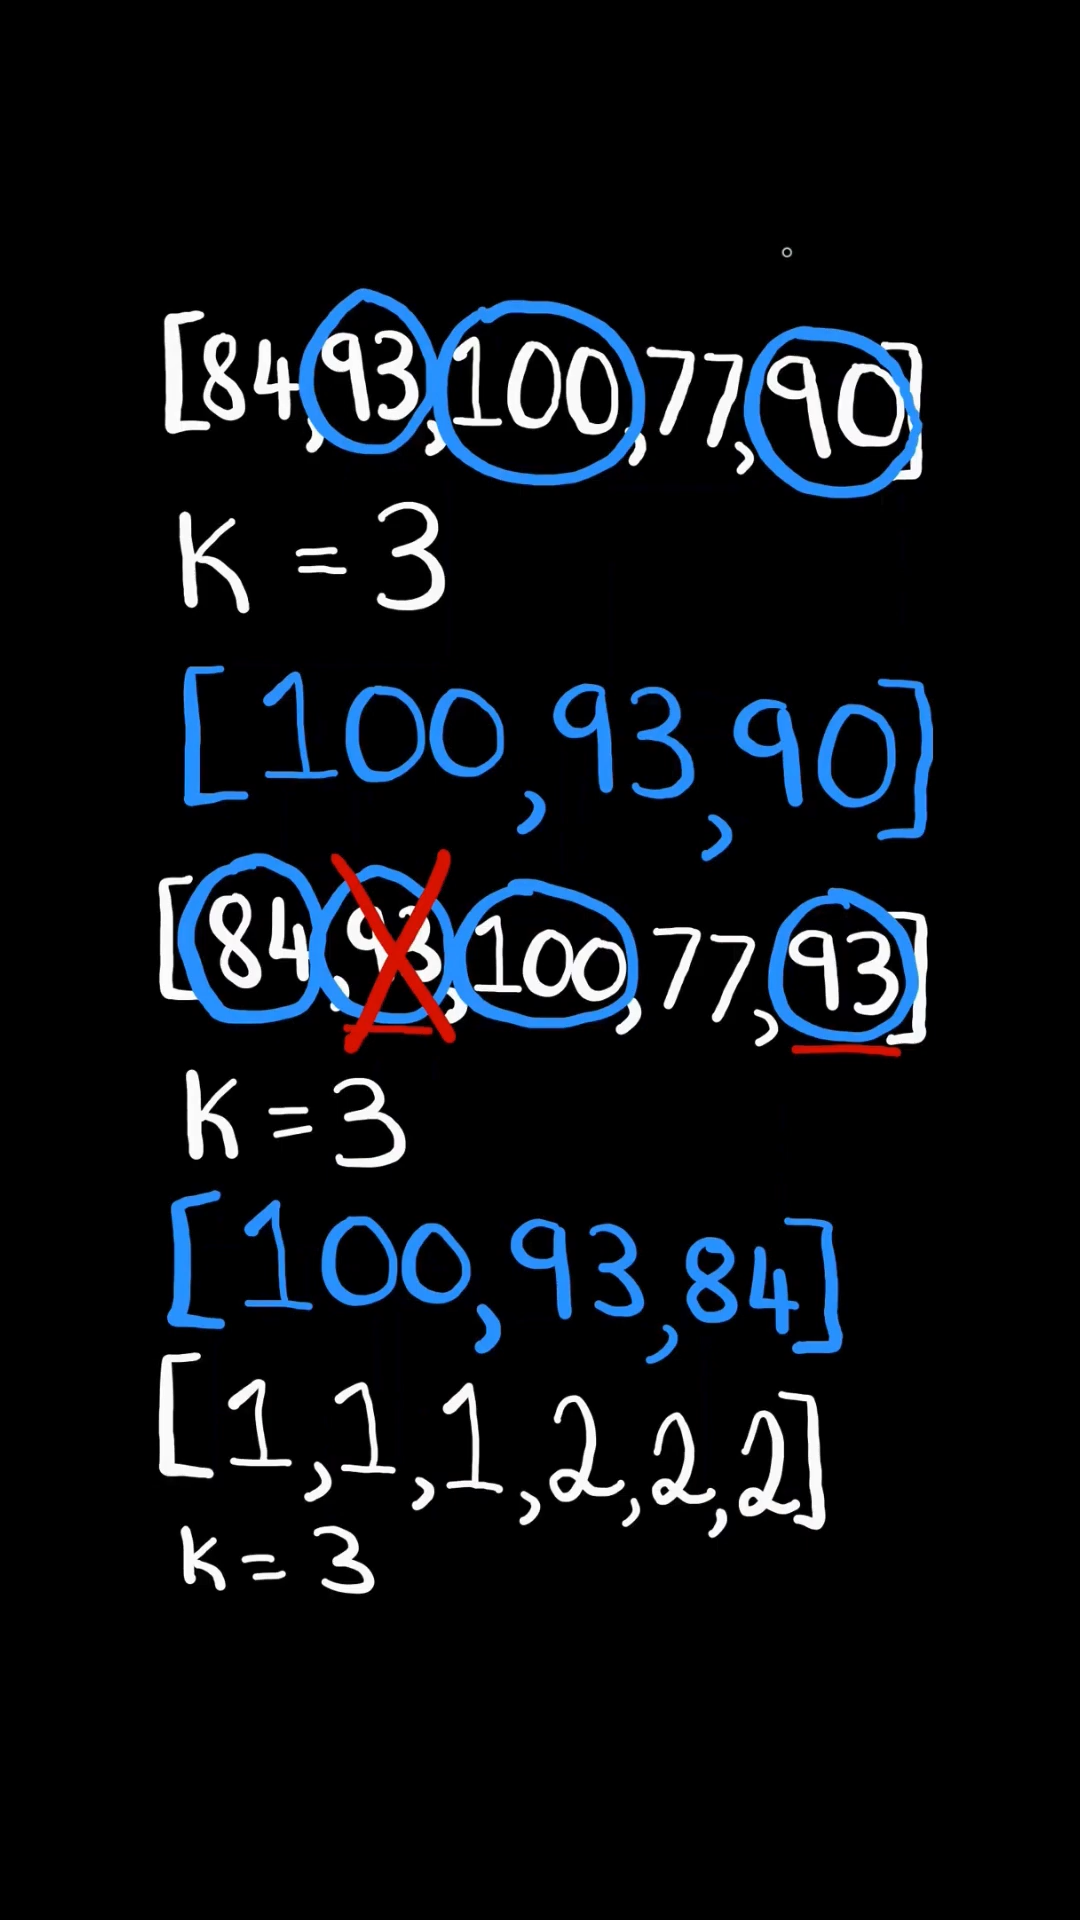 [84,93,100,77,90]
K = 3
[100,93,90]
[84,93,100,77,93]
K = 3
[100,93,84]
[1,1,1,2,2,2]
k = 3